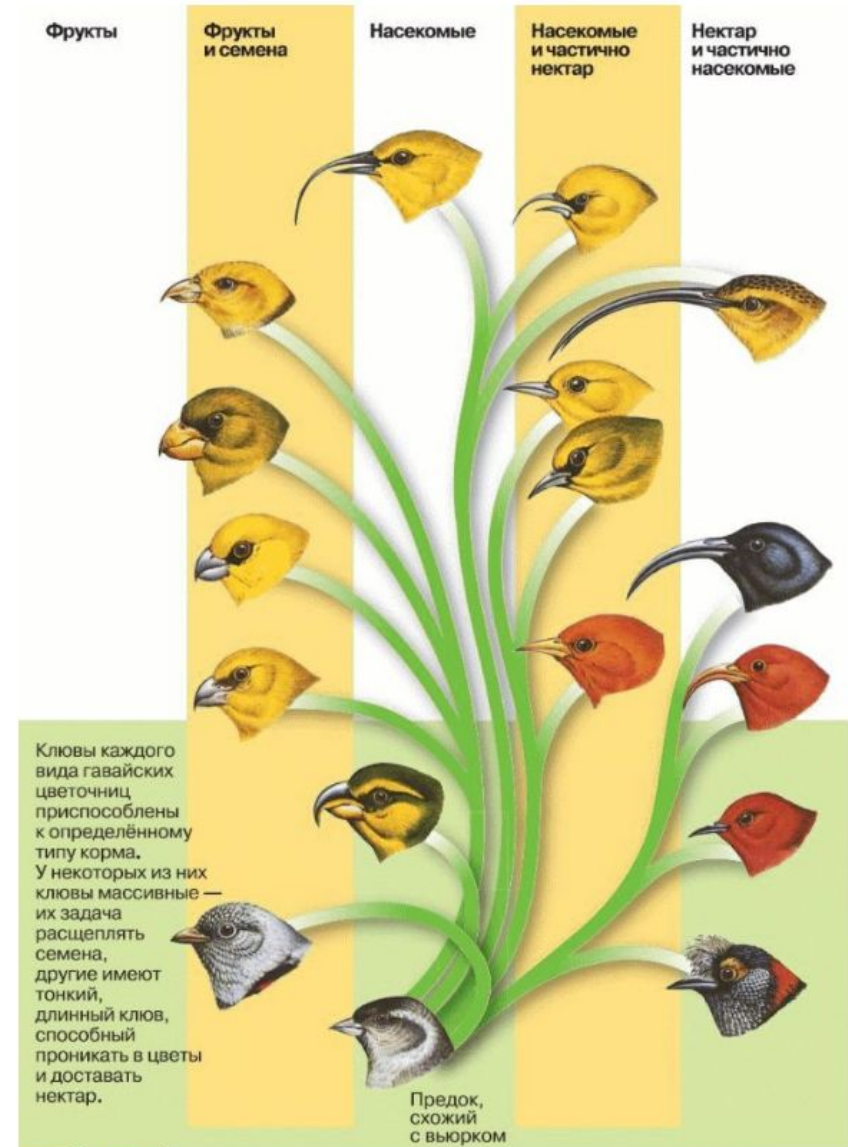 Фрукты
Фрукты
и семена
Насекомые
Насекомые
и частично
нектар
Нектар
и частично
насекомые
Клювы каждого
вида гавайских
цветочниц
приспособлены
к определённому
типу корма.
У некоторых из них
клювы массивные —
их задача
расщеплять
семена,
другие имеют
тонкий,
длинный клюв,
способный
проникать в цветы
и доставать
нектар.
Предок,
схожий
с вьюрком